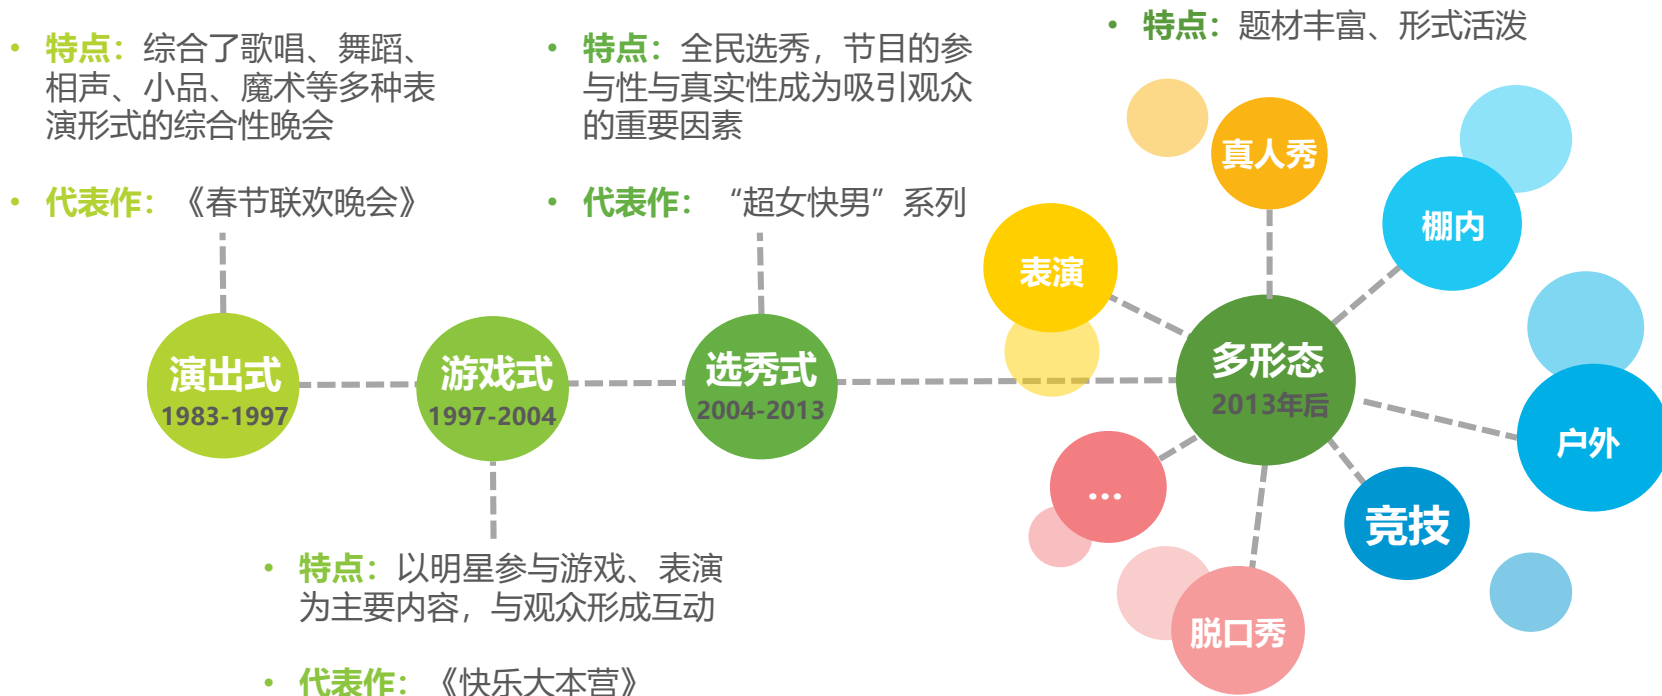 • 特点：综合了歌唱、舞蹈、
相声、小品、魔术等多种表
演形式的综合性晚会
• 代表作：《春节联欢晚会》
• 特点：全民选秀，节目的参
与性与真实性成为吸引观众
的重要因素
• 代表作：“超女快男”系列
• 特点：题材丰富、形式活泼
演出式
1983-1997
游戏式
1997-2004
选秀式
2004-2013
多形态
2013年后
真人秀
棚内
表演
户外
...
竞技
脱口秀
• 特点：以明星参与游戏、表演
为主要内容，与观众形成互动
• 代表作：《快乐大本营》